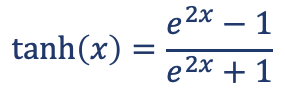 tanh(x) = (e^{2x} − 1) / (e^{2x} + 1)